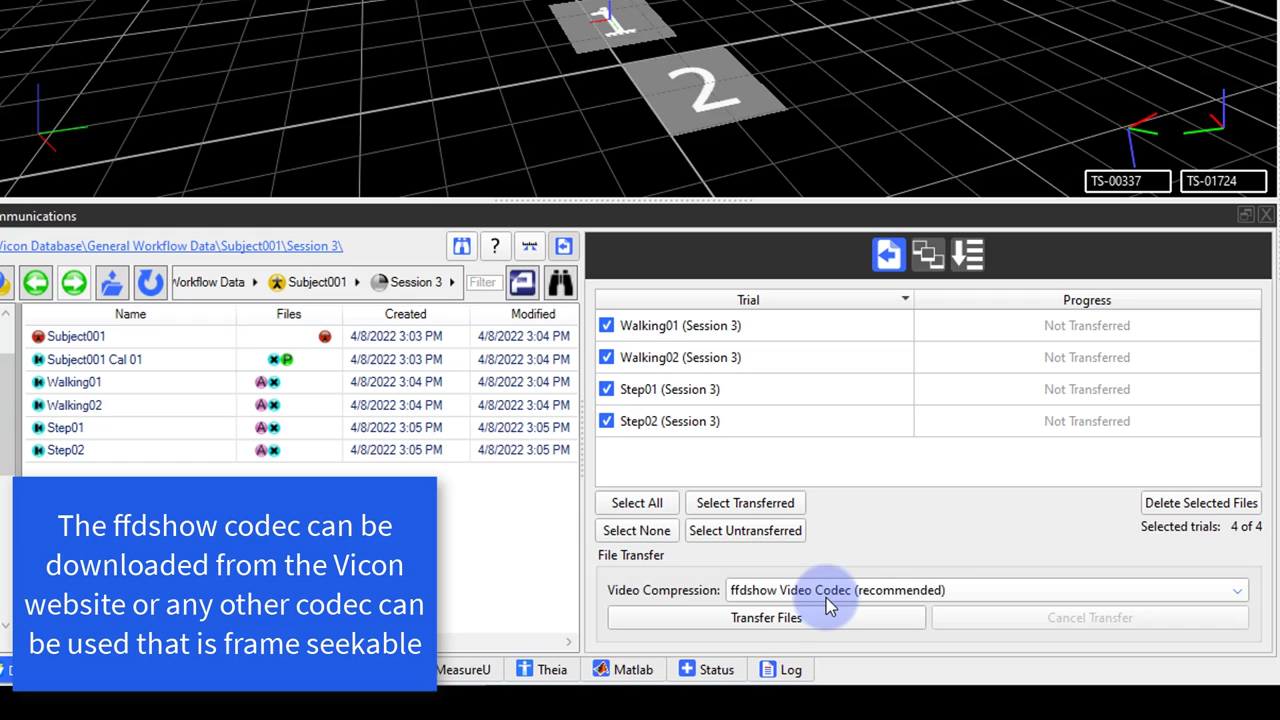 1
2
TS-00337
TS-01724
mmunications
Vicon Database\General Workflow Data\Subject001\Session 3\
?
Workflow Data
Subject001
Session 3
Filter
Name Files Created Modified
Subject001 4/8/2022 3:03 PM 4/8/2022 3:04 PM
Subject001 Cal 01 P 4/8/2022 3:03 PM 4/8/2022 3:04 PM
Walking01 A 4/8/2022 3:04 PM 4/8/2022 3:04 PM
Walking02 A 4/8/2022 3:04 PM 4/8/2022 3:04 PM
Step01 A 4/8/2022 3:05 PM 4/8/2022 3:05 PM
Step02 A 4/8/2022 3:05 PM 4/8/2022 3:05 PM
The ffdshow codec can be
downloaded from the Vicon
website or any other codec can
be used that is frame seekable
Trial Progress
Walking01 (Session 3) Not Transferred
Walking02 (Session 3) Not Transferred
Step01 (Session 3) Not Transferred
Step02 (Session 3) Not Transferred
Select All Select Transferred Delete Selected Files
Select None Select Untransferred Selected trials: 4 of 4
File Transfer
Video Compression: ffdshow Video Codec (recommended)
Transfer Files Cancel Transfer
MeasureU Theia Matlab Status Log